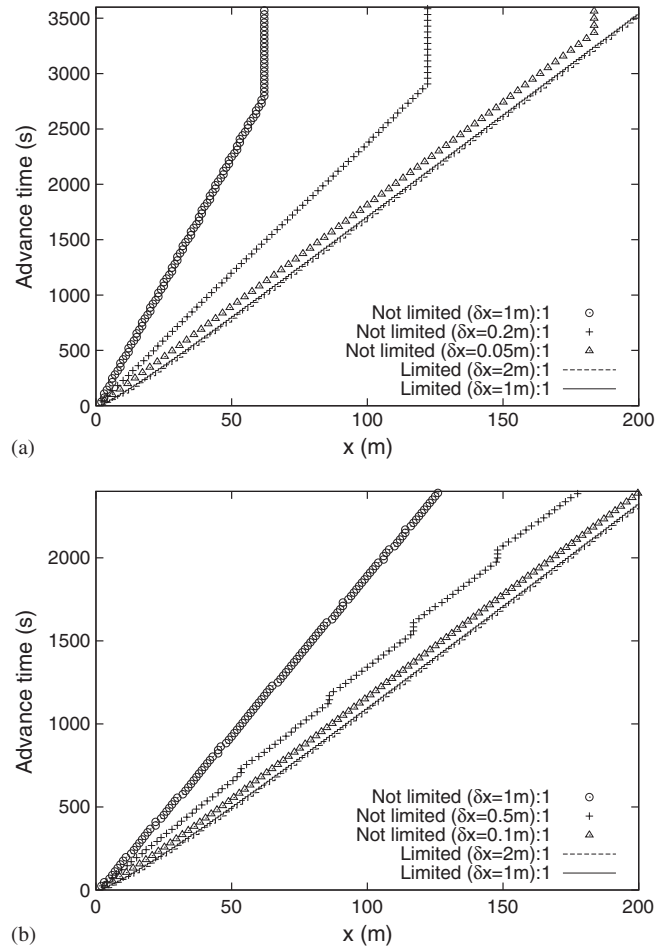 3500
3000
2500
2000
1500
1000
500
0
Advance time (s)
Not limited (δx=1m):1
Not limited (δx=0.2m):1
Not limited (δx=0.05m):1
Limited (δx=2m):1
Limited (δx=1m):1
0 50 100 150 200
(a)
x (m)
2000
1500
1000
500
0
Advance time (s)
Not limited (δx=1m):1
Not limited (δx=0.5m):1
Not limited (δx=0.1m):1
Limited (δx=2m):1
Limited (δx=1m):1
0 50 100 150 200
(b)
x (m)